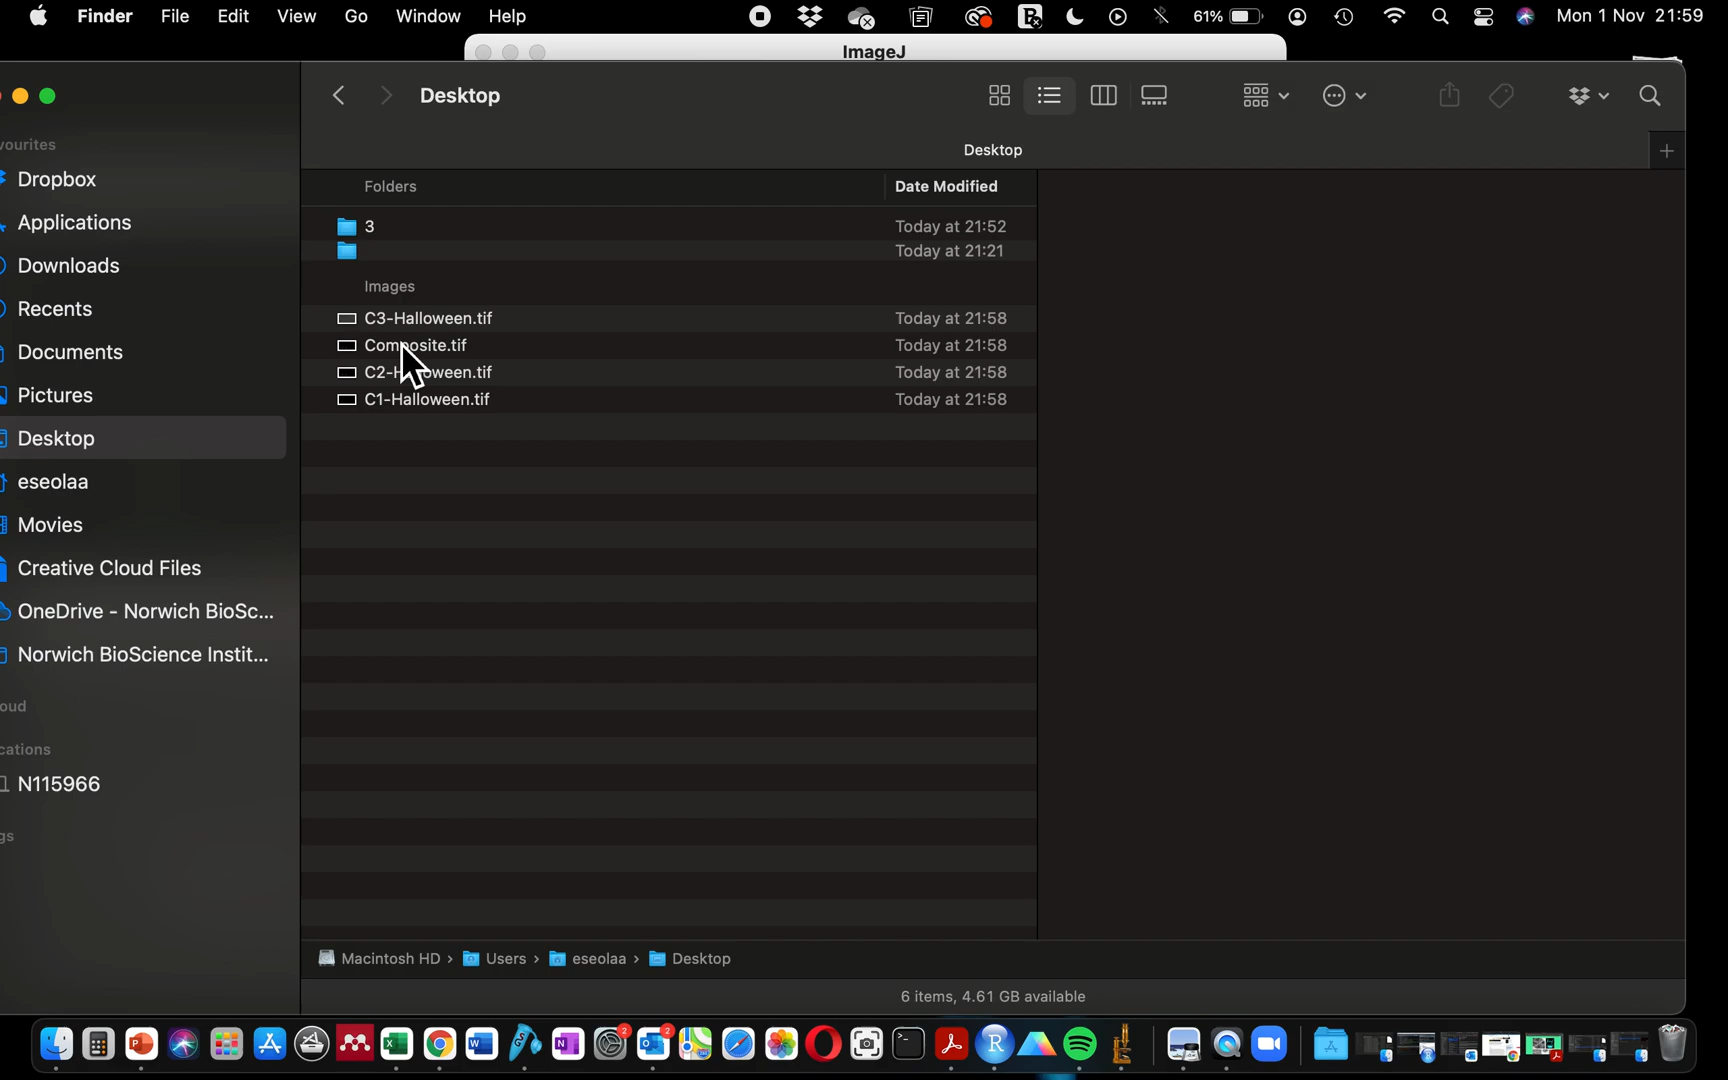 Finder File Edit View Go Window Help 61% Mon 1 Nov 21:59
ImageJ
Desktop
Desktop
vourites
Dropbox
Applications
Downloads
Recents
Documents
Pictures
Desktop
eseolaa
Movies
Creative Cloud Files
OneDrive - Norwich BioSc...
Norwich BioScience Instit...
oud
cations
N115966
gs
Folders Date Modified
3 Today at 21:52
Today at 21:21
Images
C3-Halloween.tif Today at 21:58
Composite.tif Today at 21:58
C2-Halloween.tif Today at 21:58
C1-Halloween.tif Today at 21:58
Macintosh HD › Users › eseolaa › Desktop
6 items, 4.61 GB available
2 2